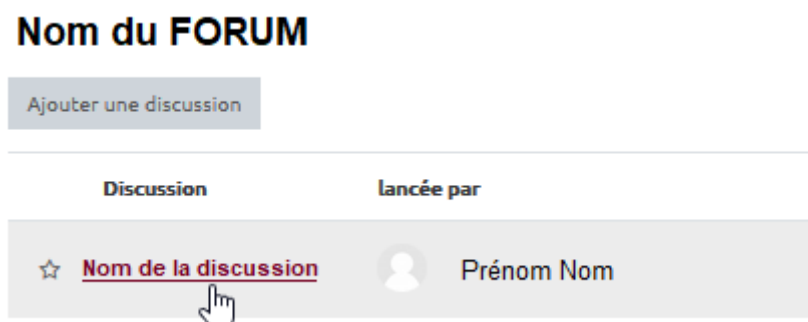 Nom du FORUM
Ajouter une discussion
Discussion lancée par
Nom de la discussion Prénom Nom